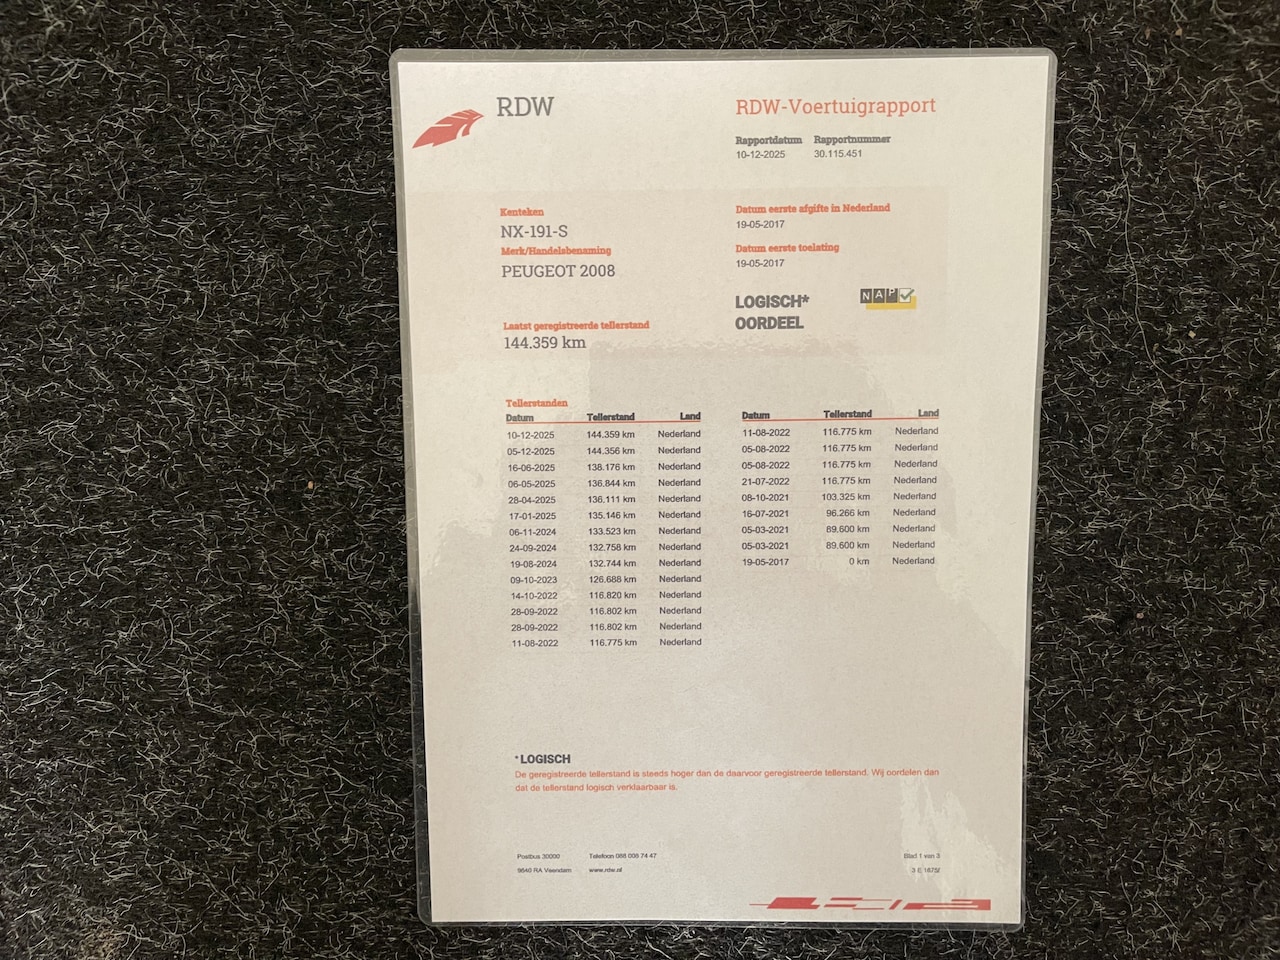 RDW
RDW-Voertuigrapport
Rapportdatum Rapportnummer
10-12-2025 30.115.451
Kenteken
NX-191-S
Merk/Handelsbenaming
PEUGEOT 2008
Laatst geregistreerde tellerstand
144.359 km
Datum eerste afgifte in Nederland
19-05-2017
Datum eerste toelating
19-05-2017
LOGISCH*
OORDEEL
NAP
Tellerstanden
Datum Tellerstand Land
10-12-2025 144.359 km Nederland
05-12-2025 144.356 km Nederland
16-06-2025 138.176 km Nederland
06-05-2025 136.844 km Nederland
28-04-2025 136.111 km Nederland
17-01-2025 135.146 km Nederland
06-11-2024 133.523 km Nederland
24-09-2024 132.758 km Nederland
19-08-2024 132.744 km Nederland
09-10-2023 126.688 km Nederland
14-10-2022 116.820 km Nederland
28-09-2022 116.802 km Nederland
28-09-2022 116.802 km Nederland
11-08-2022 116.775 km Nederland
Datum Tellerstand Land
11-08-2022 116.775 km Nederland
05-08-2022 116.775 km Nederland
05-08-2022 116.775 km Nederland
21-07-2022 116.775 km Nederland
08-10-2021 103.325 km Nederland
16-07-2021 96.266 km Nederland
05-03-2021 89.600 km Nederland
05-03-2021 89.600 km Nederland
19-05-2017 0 km Nederland
*LOGISCH
De geregistreerde tellerstand is steeds hoger dan de daarvoor geregistreerde tellerstand. Wij oordelen dan
dat de tellerstand logisch verklaarbaar is.
Postbus 30000 Telefoon 088 008 74 47
9640 RA Veendam www.rdw.nl
Blad 1 van 3
3 E 1675z